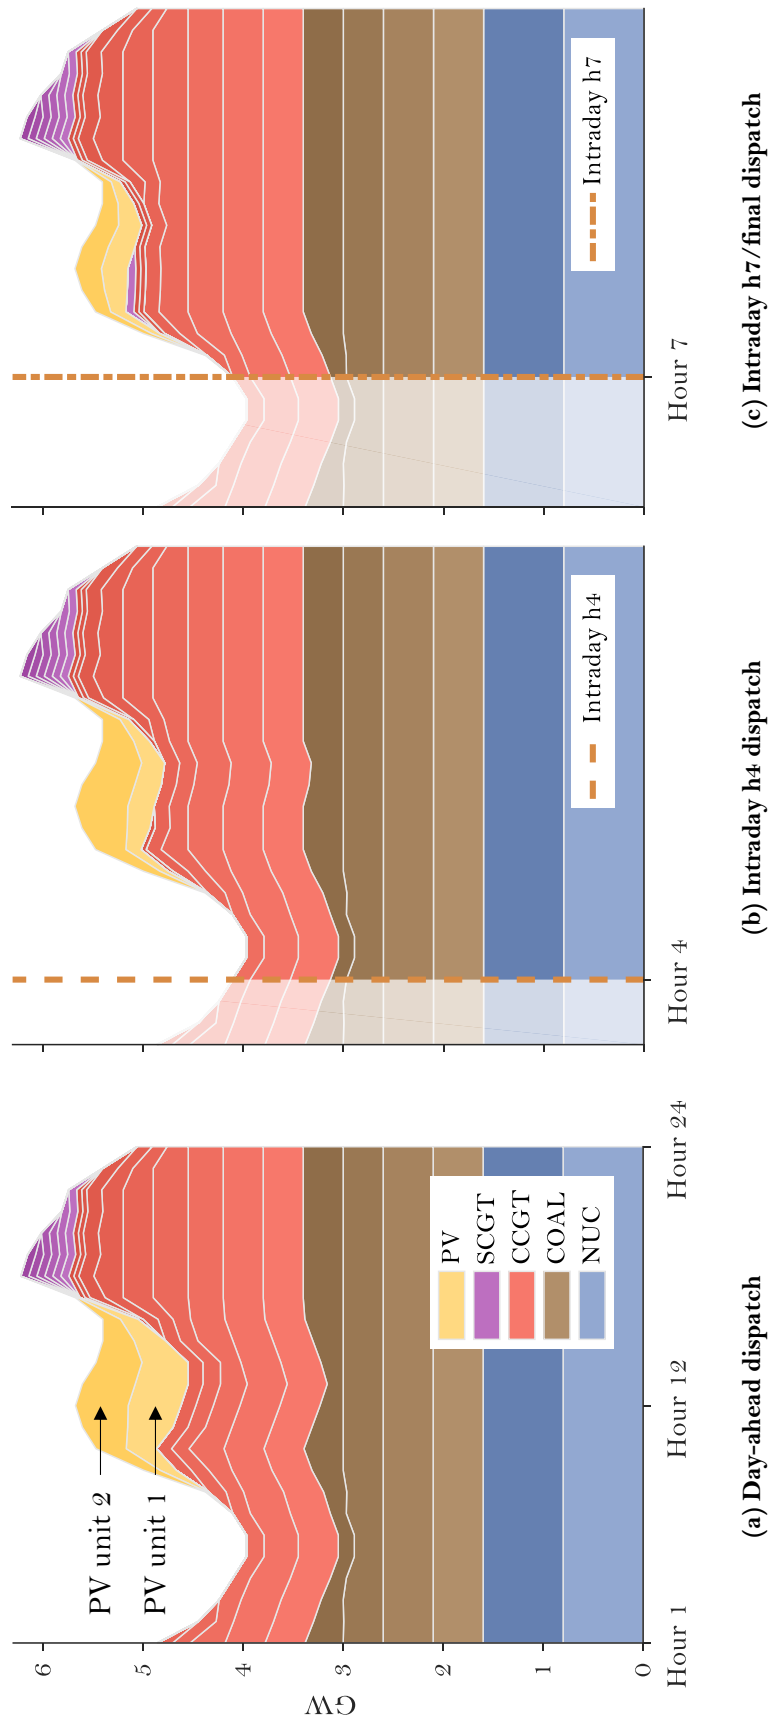 GW
6
5
4
3
2
1
0
PV unit 2
PV unit 1
PV
SCGT
CCGT
COAL
NUC
Hour 1
Hour 12
Hour 24
(a) Day-ahead dispatch
Intraday h4
Hour 4
(b) Intraday h4 dispatch
Intraday h7
Hour 7
(c) Intraday h7/final dispatch